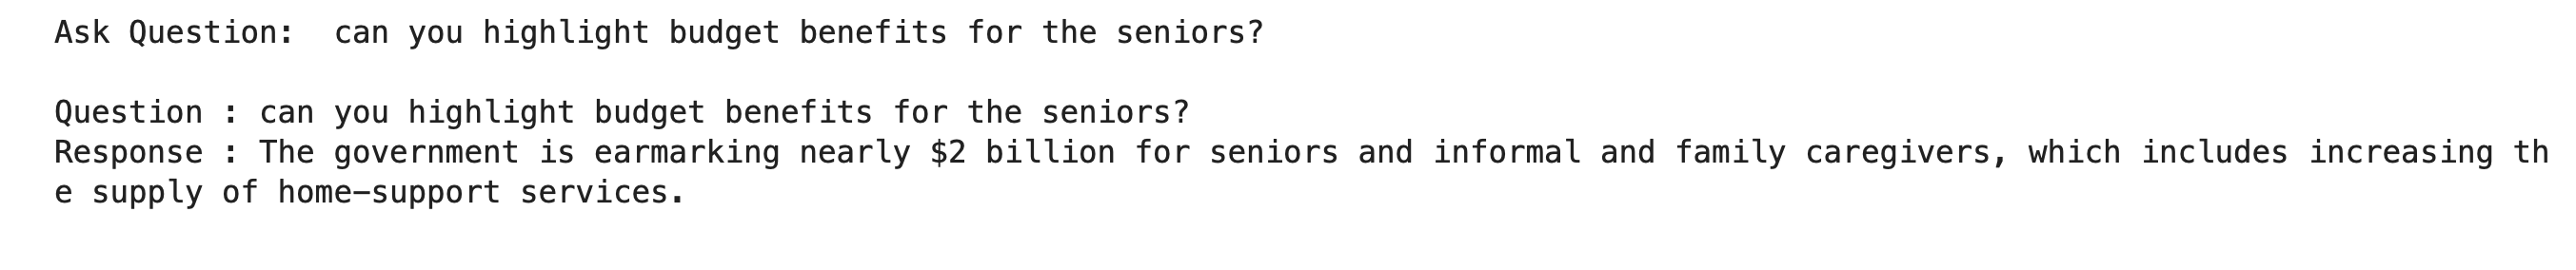 Ask Question:  can you highlight budget benefits for the seniors?
Question : can you highlight budget benefits for the seniors?
Response : The government is earmarking nearly $2 billion for seniors and informal and family caregivers, which includes increasing th
e supply of home-support services.